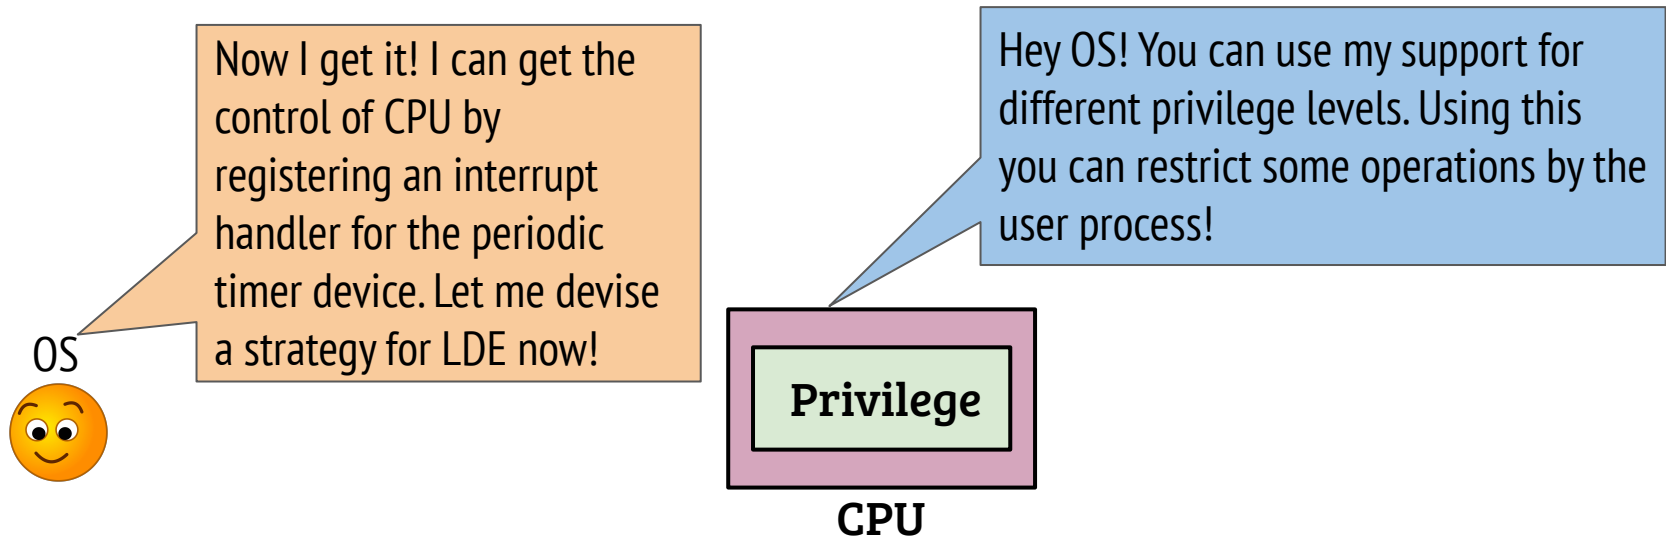 Now I get it! I can get the
control of CPU by
registering an interrupt
handler for the periodic
timer device. Let me devise
a strategy for LDE now!
OS
Hey OS! You can use my support for
different privilege levels. Using this
you can restrict some operations by the
user process!
Privilege
CPU